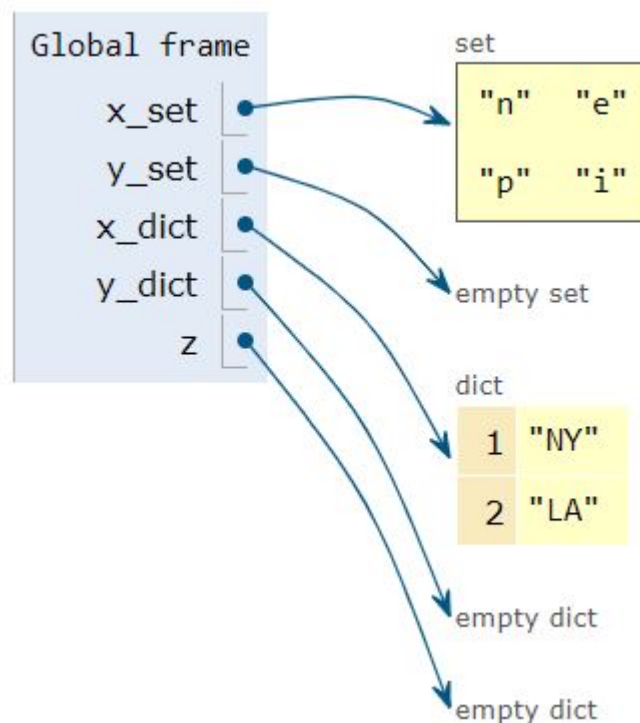 Global frame
x_set
y_set
x_dict
y_dict
z
set
"n" "e"
"p" "i"
empty set
dict
1 "NY"
2 "LA"
empty dict
empty dict